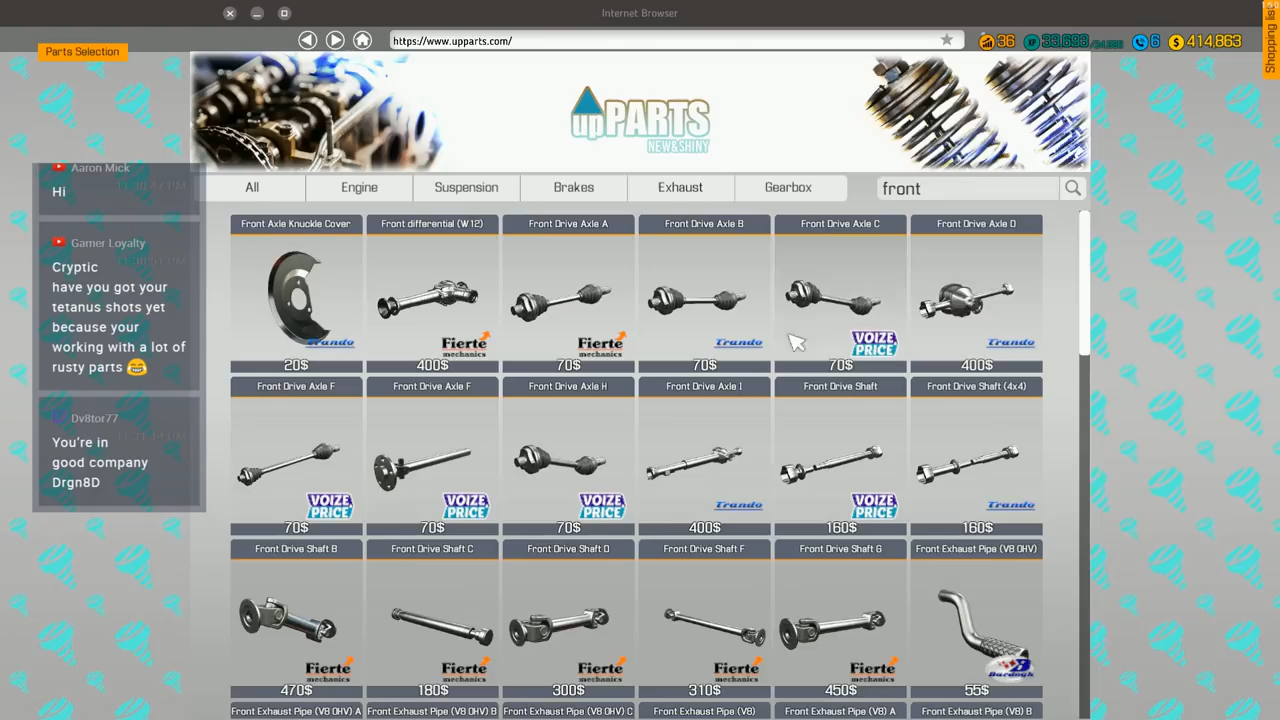 Internet Browser
Shopping list
https://www.upparts.com/
36
33,693
6
$ 414,863
Parts Selection
upPARTS
NEW&SHINY
All
Engine
Suspension
Brakes
Exhaust
Gearbox
front
Aaron Mick
Hi
Gamer Loyalty
Cryptic
have you got your
tetanus shots yet
because your
working with a lot of
rusty parts 😂
Dv8tor77
You're in
good company
Drgn8D
Front Axle Knuckle Cover
Front differential (W12)
Front Drive Axle A
Front Drive Axle B
Front Drive Axle C
Front Drive Axle D
Trando
Fierte mechanics
Fierte mechanics
Trando
VOIZE PRICE
Trando
20$
400$
70$
70$
70$
400$
Front Drive Axle F
Front Drive Axle F
Front Drive Axle H
Front Drive Axle I
Front Drive Shaft
Front Drive Shaft (4x4)
VOIZE PRICE
VOIZE PRICE
VOIZE PRICE
Trando
VOIZE PRICE
Trando
70$
70$
70$
400$
160$
160$
Front Drive Shaft B
Front Drive Shaft C
Front Drive Shaft D
Front Drive Shaft F
Front Drive Shaft G
Front Exhaust Pipe (V8 OHV)
Fierte mechanics
Fierte mechanics
Fierte mechanics
Fierte mechanics
Fierte mechanics
470$
180$
300$
310$
450$
55$
Front Exhaust Pipe (V8 OHV) A
Front Exhaust Pipe (V8 OHV) B
Front Exhaust Pipe (V8 OHV) C
Front Exhaust Pipe (V8)
Front Exhaust Pipe (V8) A
Front Exhaust Pipe (V8) B